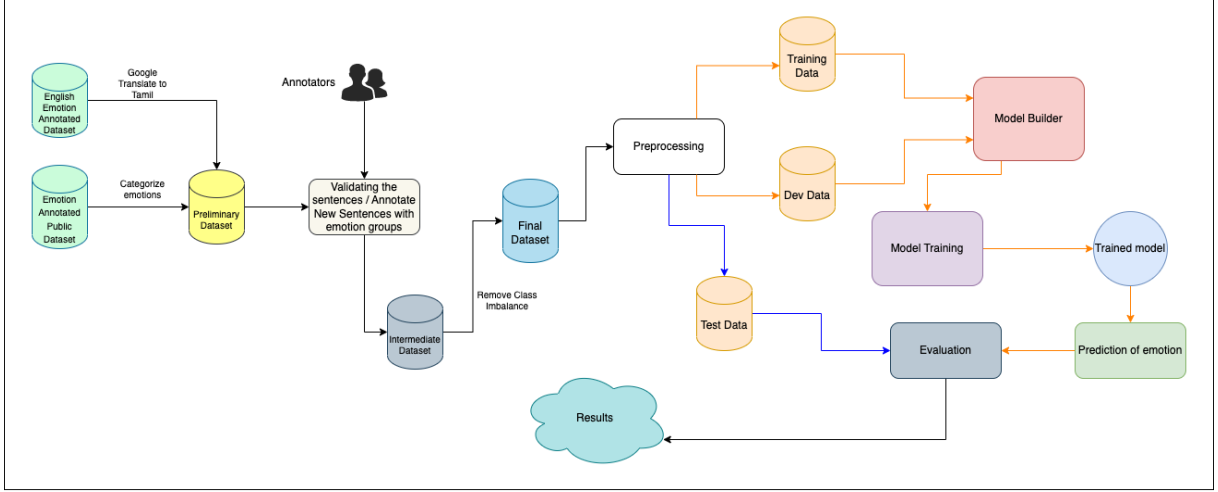 English
Emotion
Annotated
Dataset
Google
Translate to
Tamil
Emotion
Annotated
Public
Dataset
Categorize
emotions
Preliminary
Dataset
Annotators
Validating the
sentences / Annotate
New Sentences with
emotion groups
Intermediate
Dataset
Remove Class
Imbalance
Final
Dataset
Preprocessing
Training
Data
Dev Data
Test Data
Model Builder
Model Training
Trained model
Prediction of emotion
Evaluation
Results